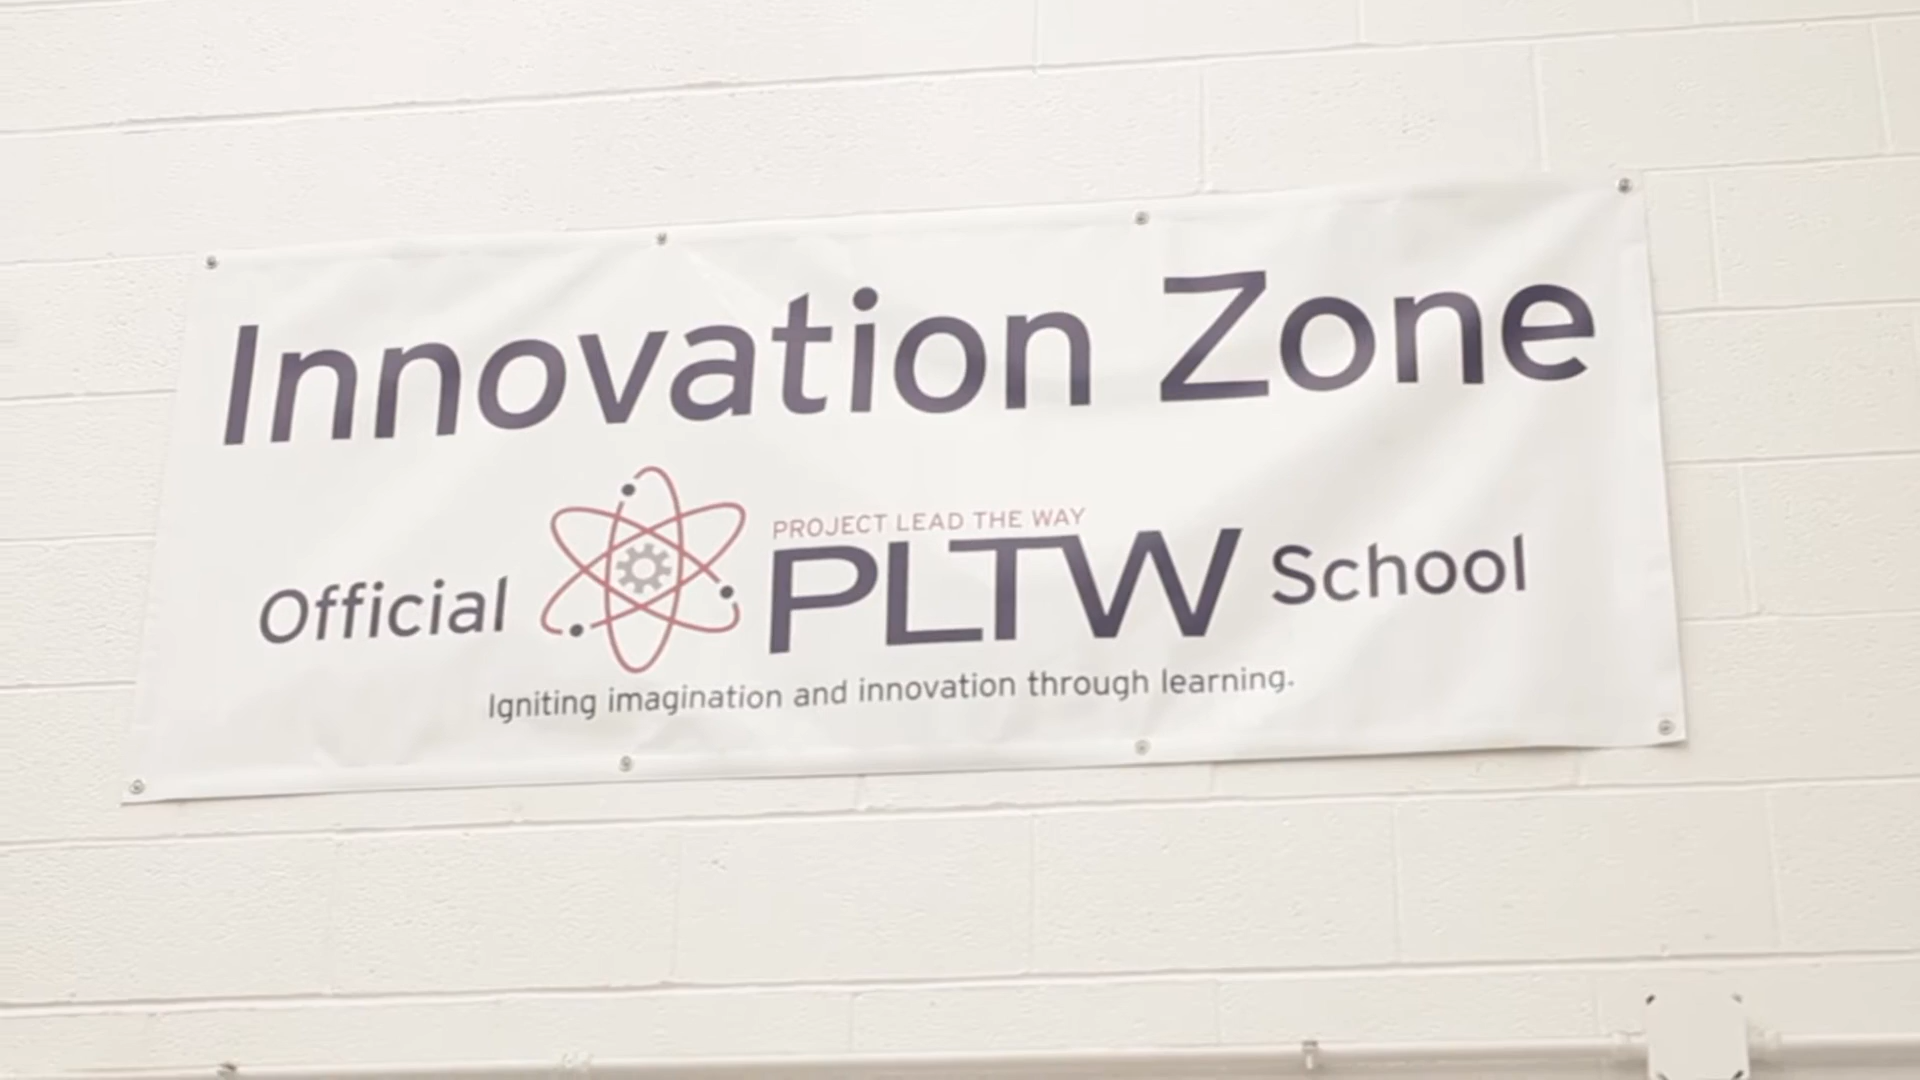 Innovation Zone
PROJECT LEAD THE WAY
Official PLTW School
Igniting imagination and innovation through learning.